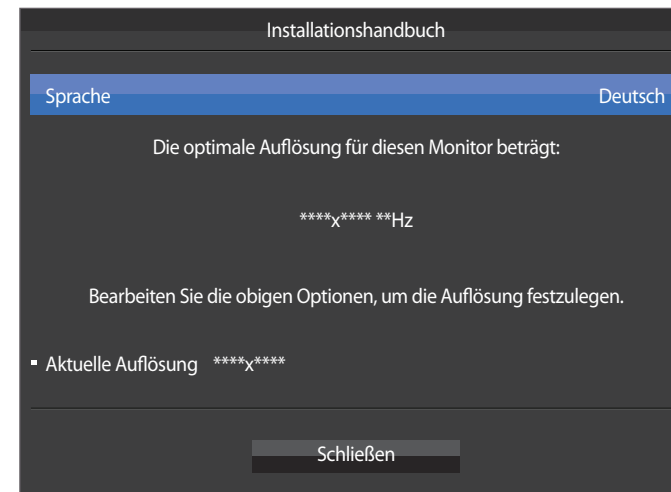 Installationshandbuch
Sprache Deutsch
Die optimale Auflösung für diesen Monitor beträgt:
****x**** **Hz
Bearbeiten Sie die obigen Optionen, um die Auflösung festzulegen.
Aktuelle Auflösung ****x****
Schließen